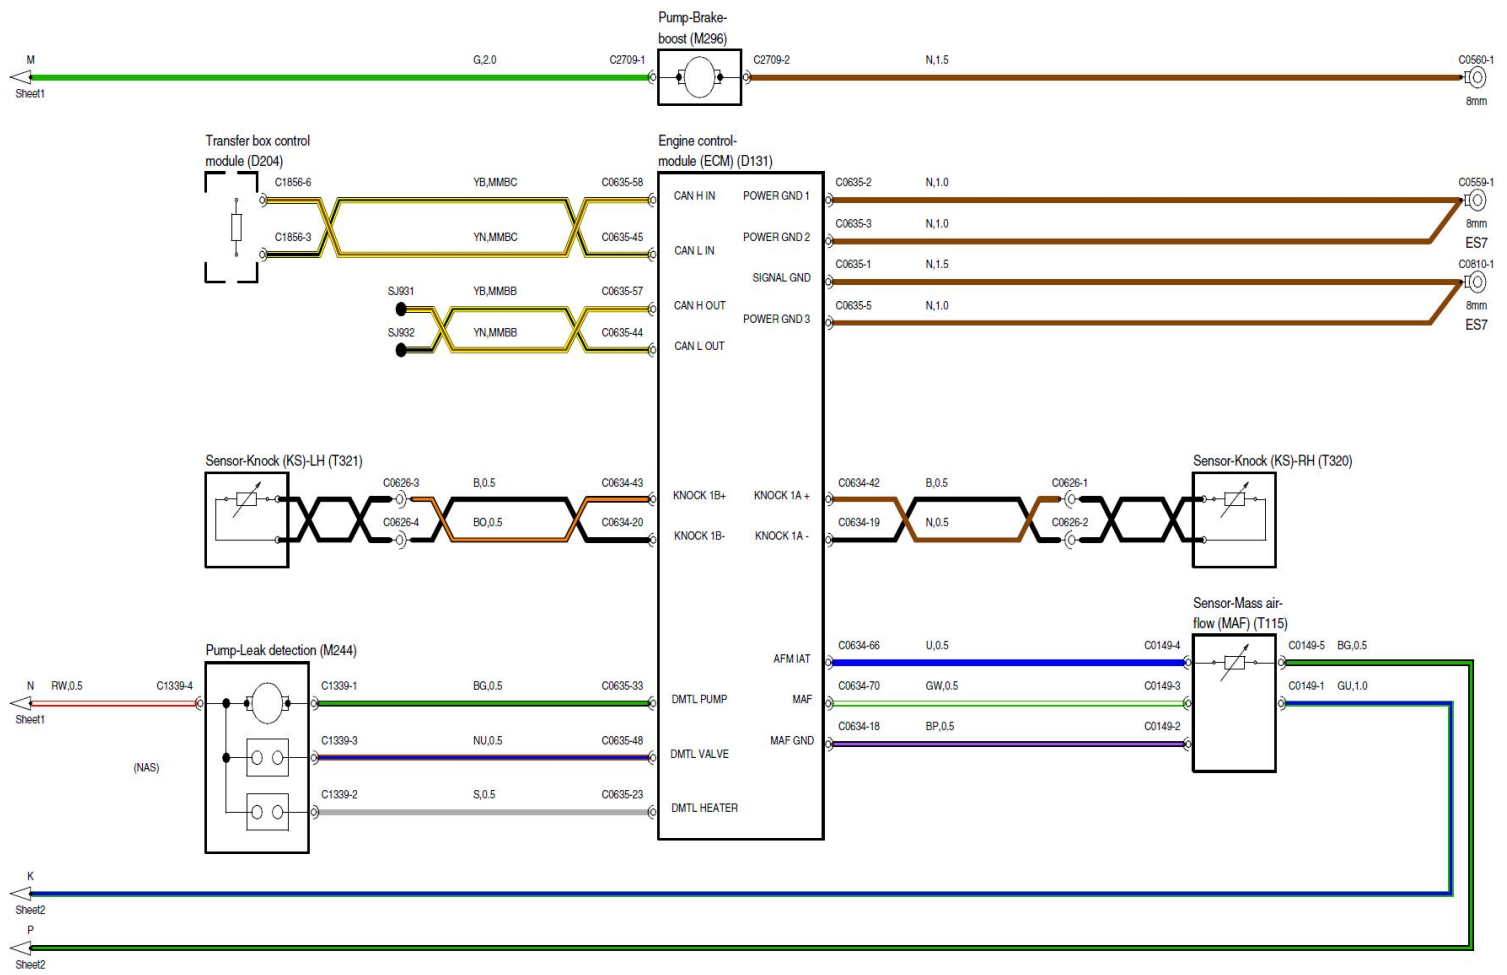 Pump-Brake-
boost (M296)
M
G,2.0
C2709-1
C2709-2
N,1.5
C0560-1
Sheet1
8mm
Transfer box control
module (D204)
Engine control-
module (ECM) (D131)
C1856-6
YB,MMBC
C0635-58
CAN H IN
POWER GND 1
C0635-2
N,1.0
C0559-1
8mm
C1856-3
YN,MMBC
C0635-45
CAN L IN
POWER GND 2
C0635-3
N,1.0
ES7
SIGNAL GND
C0635-1
N,1.5
C0810-1
SJ931
YB,MMBB
C0635-57
CAN H OUT
POWER GND 3
C0635-5
N,1.0
8mm
ES7
SJ932
YN,MMBB
C0635-44
CAN L OUT
Sensor-Knock (KS)-LH (T321)
Sensor-Knock (KS)-RH (T320)
C0626-3
B,0.5
C0634-43
KNOCK 1B+
KNOCK 1A +
C0634-42
B,0.5
C0626-1
C0626-4
BO,0.5
C0634-20
KNOCK 1B-
KNOCK 1A -
C0634-19
N,0.5
C0626-2
Sensor-Mass air-
flow (MAF) (T115)
Pump-Leak detection (M244)
AFM IAT
C0634-66
U,0.5
C0149-4
C0149-5
BG,0.5
N
RW,0.5
C1339-4
C1339-1
BG,0.5
C0635-33
DMTL PUMP
MAF
C0634-70
GW,0.5
C0149-3
C0149-1
GU,1.0
Sheet1
C1339-3
NU,0.5
C0635-48
DMTL VALVE
MAF GND
C0634-18
BP,0.5
C0149-2
(NAS)
C1339-2
S,0.5
C0635-23
DMTL HEATER
K
Sheet2
P
Sheet2